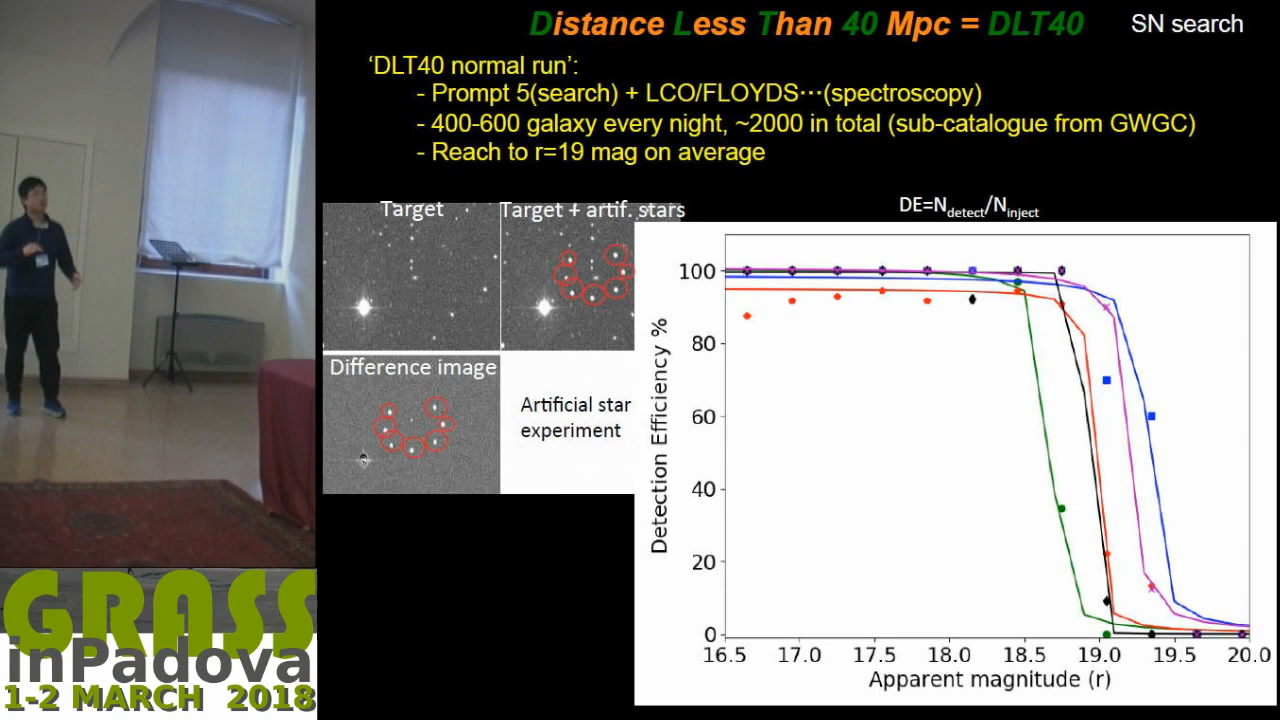 Distance Less Than 40 Mpc = DLT40
SN search
‘DLT40 normal run’:
- Prompt 5(search) + LCO/FLOYDS⋯(spectroscopy)
- 400-600 galaxy every night, ~2000 in total (sub-catalogue from GWGC)
- Reach to r=19 mag on average
Target
Target + artif. stars
Difference image
Artificial star
experiment
DE=Ndetect/Ninject
Detection Efficiency %
100
80
60
40
20
0
16.5 17.0 17.5 18.0 18.5 19.0 19.5 20.0
Apparent magnitude (r)
GRASS
inPadova
1-2 MARCH 2018